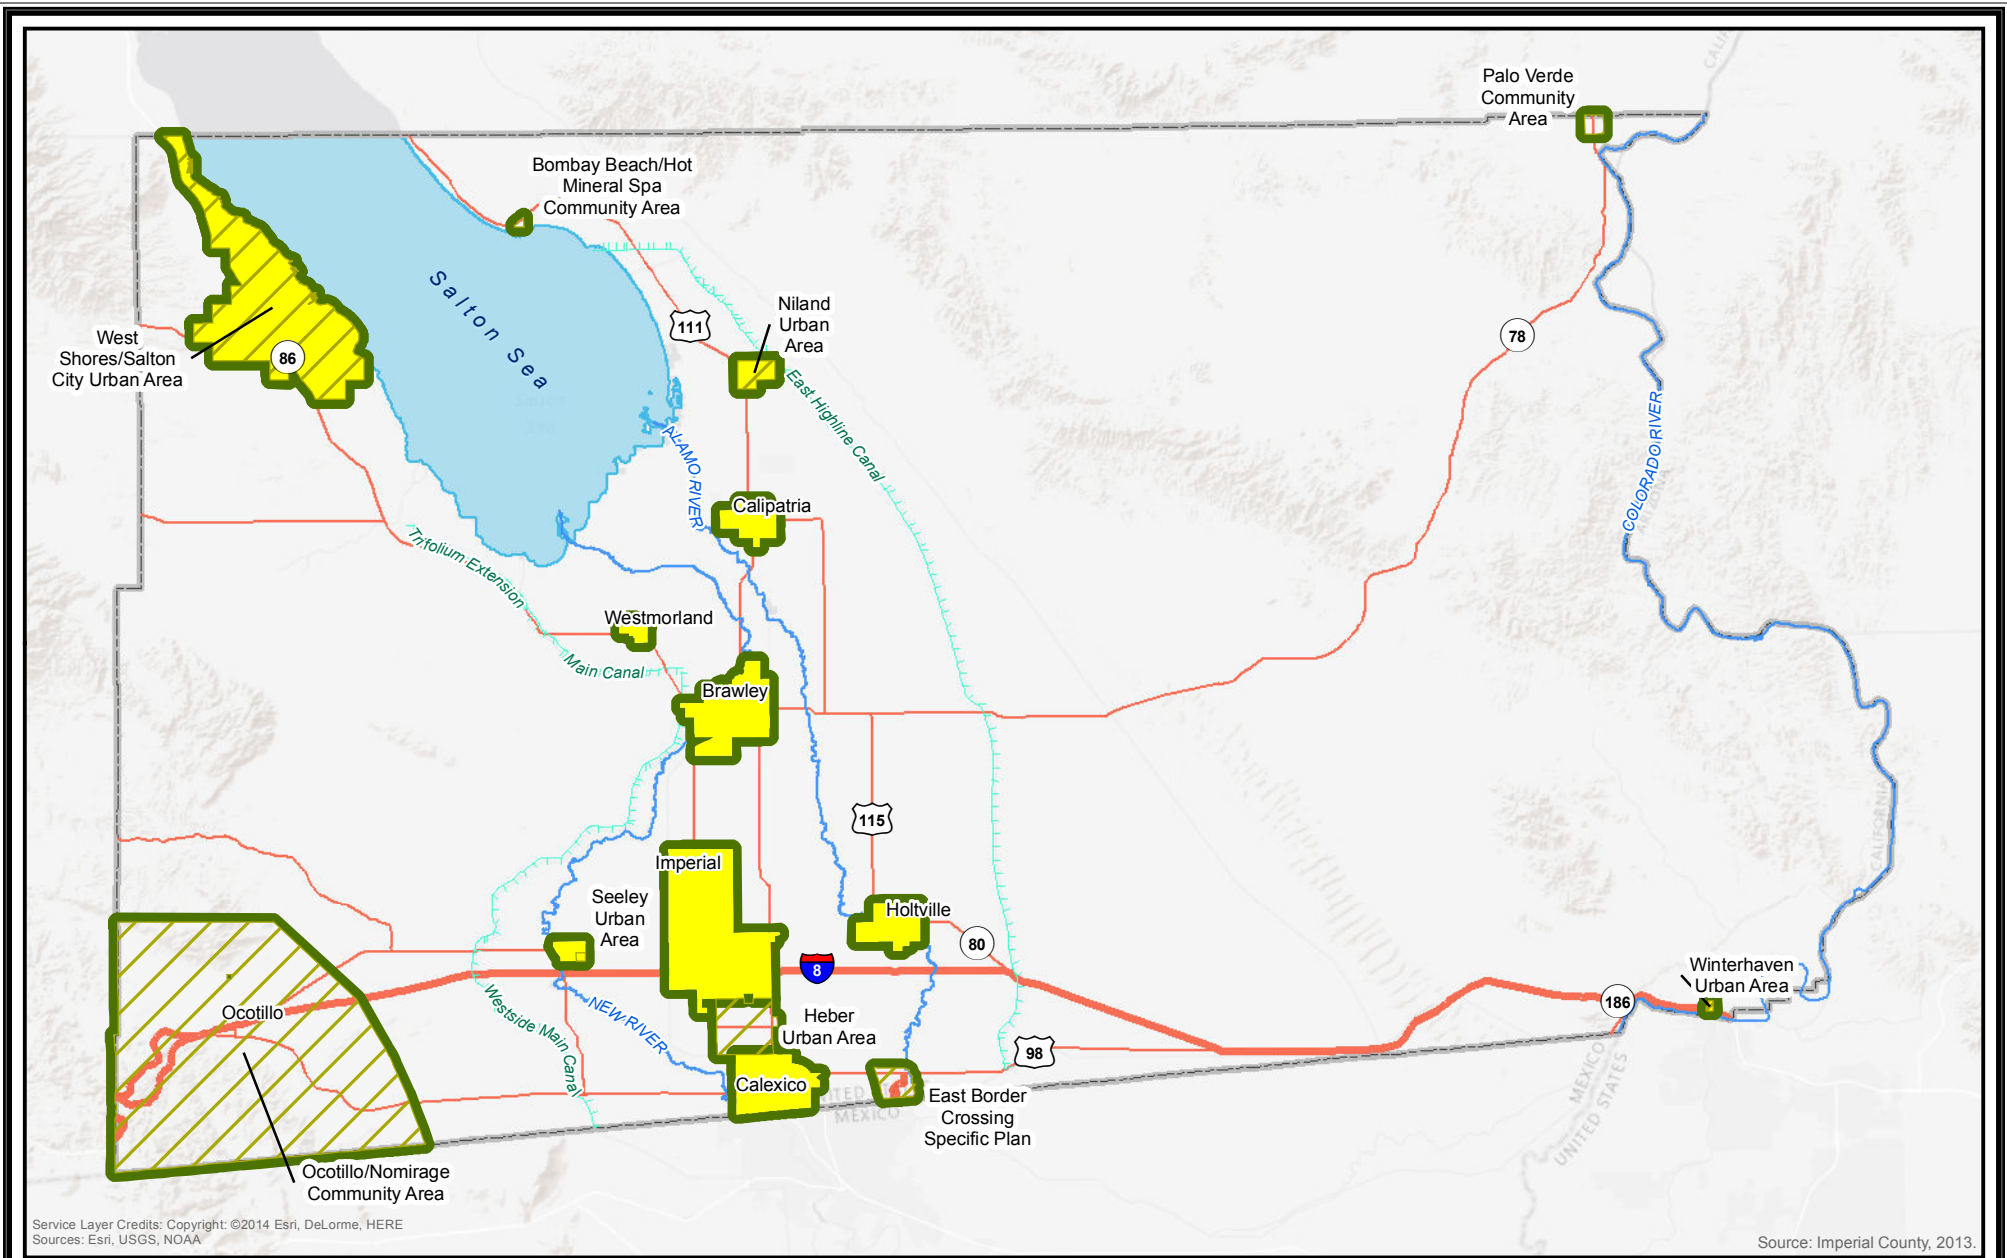 Palo Verde
Community
Area
Bombay Beach/Hot
Mineral Spa
Community Area
Salton Sea
111
Niland
Urban
Area
78
West
Shores/Salton
City Urban Area
86
East Highline Canal
ALAMO RIVER
COLORADO RIVER
Calipatria
Trifolium Extension
Westmorland
Main Canal
Brawley
115
CALIFORNIA
Imperial
Seeley
Urban
Area
Holtville
80
8
Winterhaven
Urban Area
186
Ocotillo
Westside Main Canal
NEW RIVER
Heber
Urban Area
98
Calexico
MEXICO
MEXICO
UNITED STATES
East Border
Crossing
Specific Plan
Ocotillo/Nomirage
Community Area
Service Layer Credits: Copyright: ©2014 Esri, DeLorme, HERE
Sources: Esri, USGS, NOAA
Source: Imperial County, 2013.